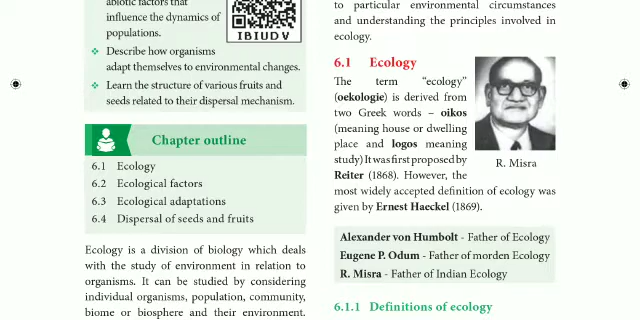 abiotic factors that
influence the dynamics of
populations.
IBIUDV
❖ Describe how organisms
adapt themselves to environmental changes.
❖ Learn the structure of various fruits and
seeds related to their dispersal mechanism.
Chapter outline
6.1 Ecology
6.2 Ecological factors
6.3 Ecological adaptations
6.4 Dispersal of seeds and fruits
Ecology is a division of biology which deals
with the study of environment in relation to
organisms. It can be studied by considering
individual organisms, population, community,
biome or biosphere and their environment.
to particular environmental circumstances
and understanding the principles involved in
ecology.
6.1 Ecology
The term “ecology”
(oekologie) is derived from
two Greek words – oikos
(meaning house or dwelling
place and logos meaning
study) It was first proposed by
Reiter (1868). However, the
most widely accepted definition of ecology was
given by Ernest Haeckel (1869).
R. Misra
Alexander von Humbolt - Father of Ecology
Eugene P. Odum - Father of morden Ecology
R. Misra - Father of Indian Ecology
6.1.1 Definitions of ecology